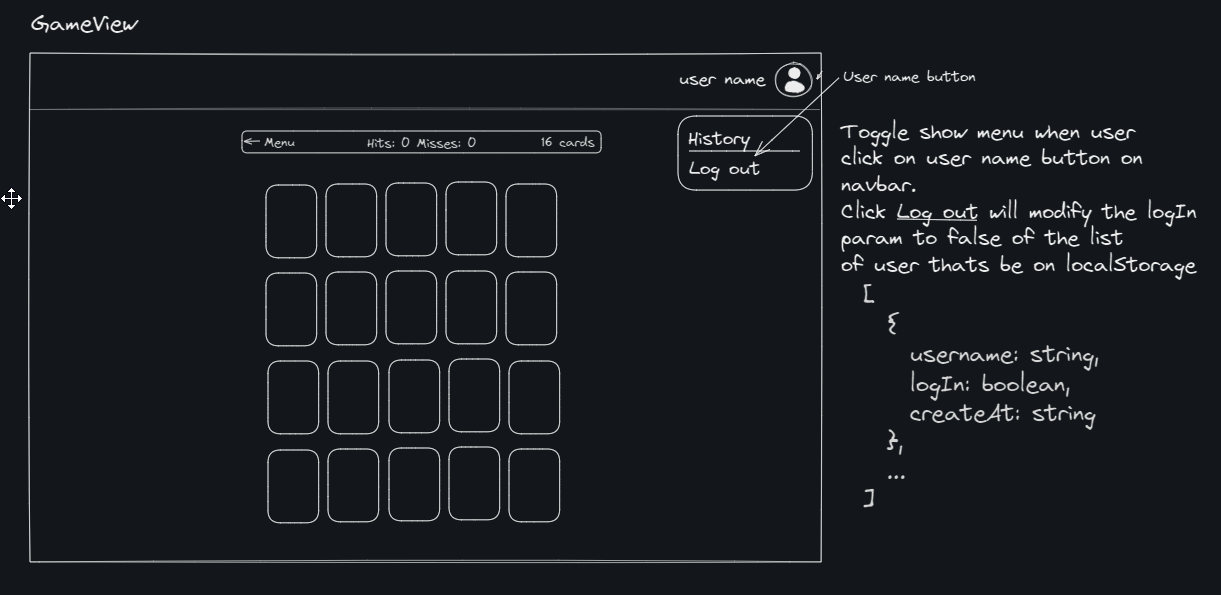 GameView
user name
User name button
← Menu
Hits: 0 Misses: 0
16 cards
History
Log out
Toggle show menu when user
click on user name button on
navbar.
Click Log out will modify the logIn
param to false of the list
of user thats be on localStorage
[
{
username: string,
logIn: boolean,
createAt: string
},
...
]